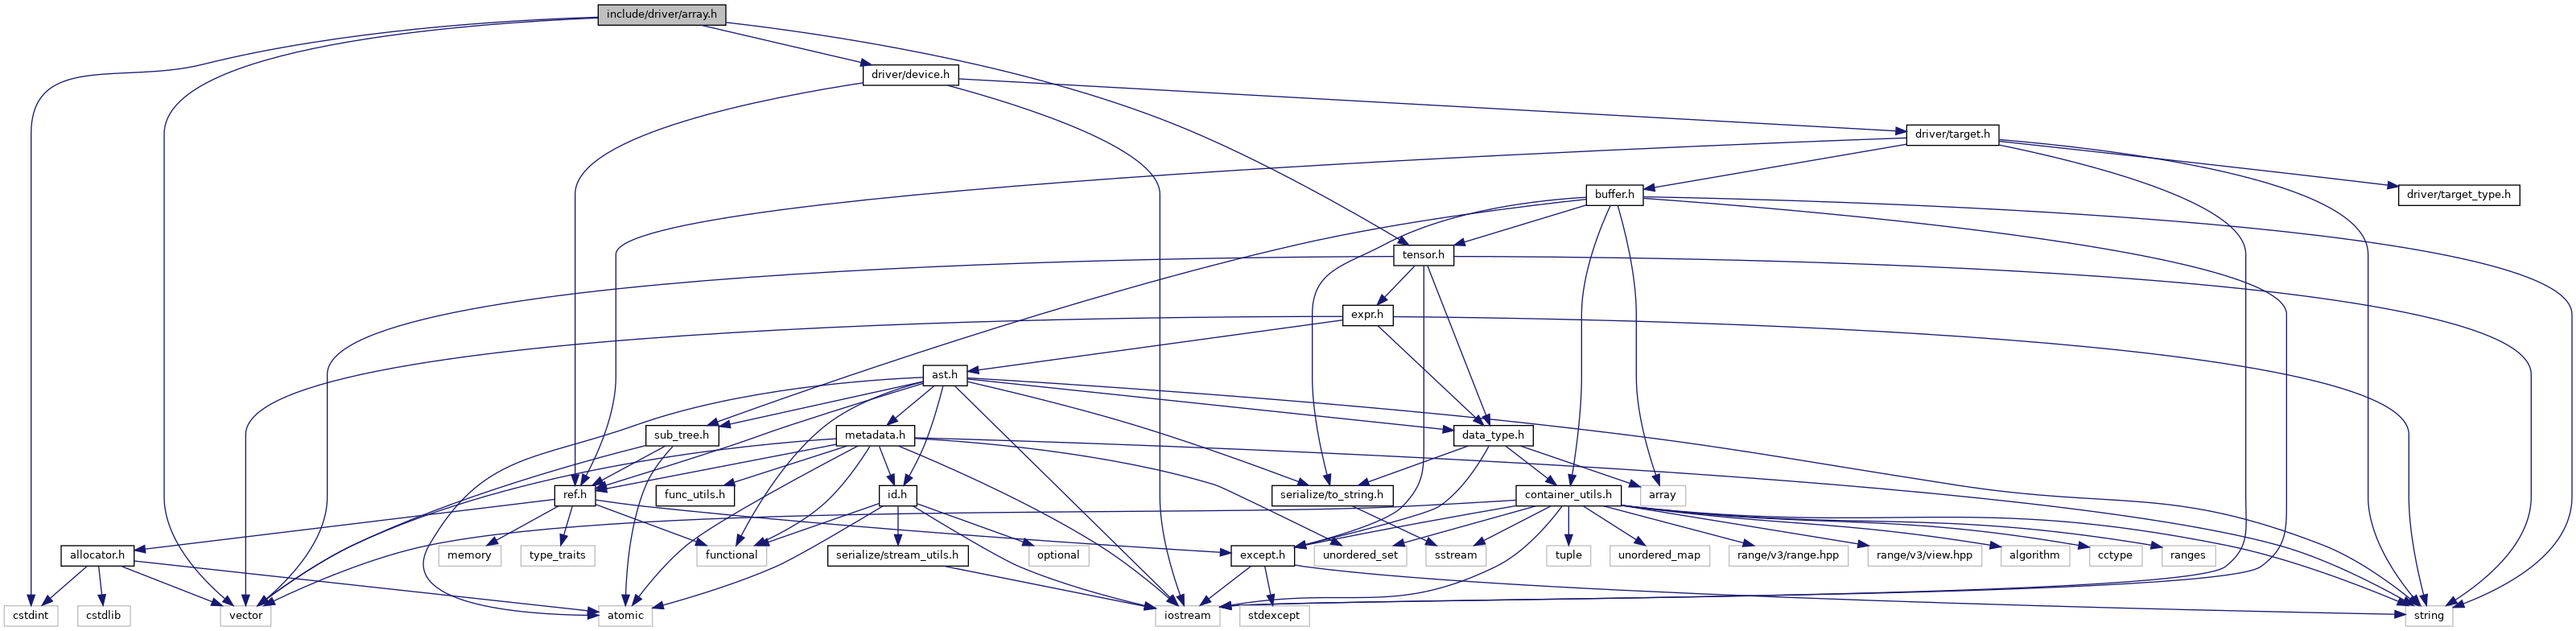 include/driver/array.h
driver/device.h
driver/target.h
buffer.h
driver/target_type.h
tensor.h
expr.h
ast.h
sub_tree.h
metadata.h
data_type.h
ref.h
func_utils.h
id.h
serialize/to_string.h
container_utils.h
array
allocator.h
memory
type_traits
functional
serialize/stream_utils.h
optional
except.h
unordered_set
sstream
tuple
unordered_map
range/v3/range.hpp
range/v3/view.hpp
algorithm
cctype
ranges
cstdint
cstdlib
vector
atomic
iostream
stdexcept
string